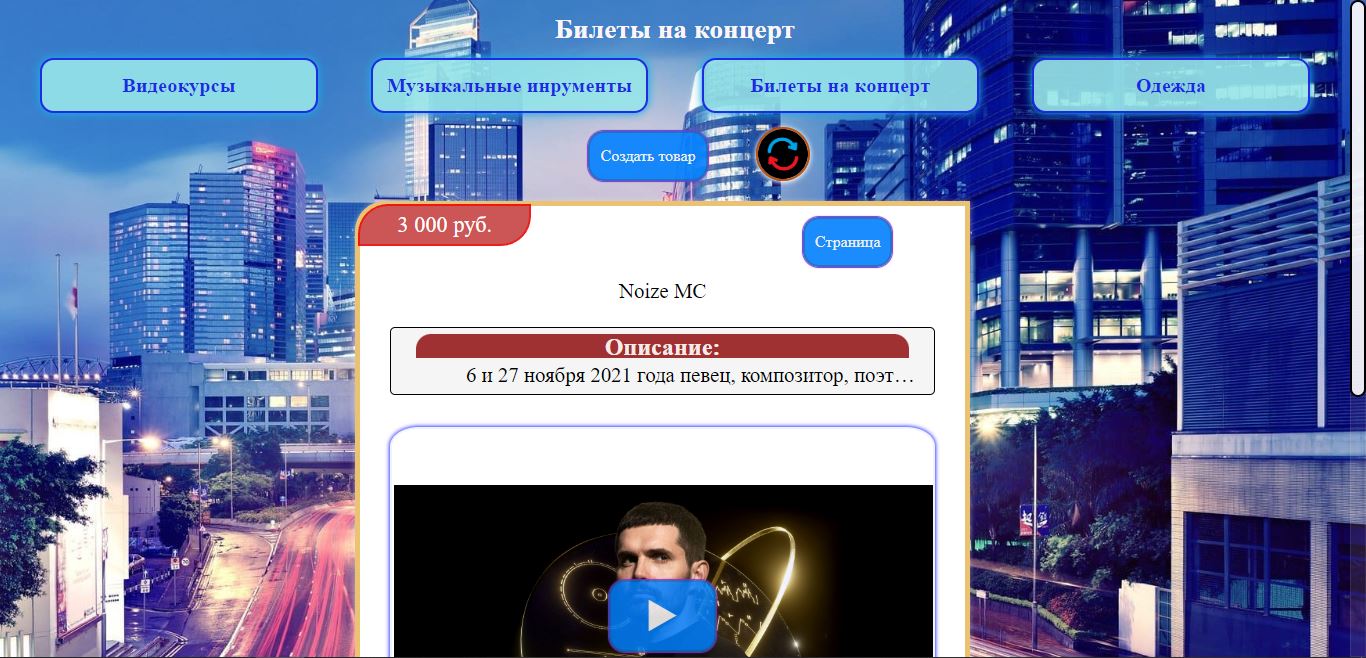 Билеты на концерт
Видеокурсы
Музыкальные инрументы
Билеты на концерт
Одежда
Создать товар
3 000 руб.
Страница
Noize MC
Описание:
6 и 27 ноября 2021 года певец, композитор, поэт…